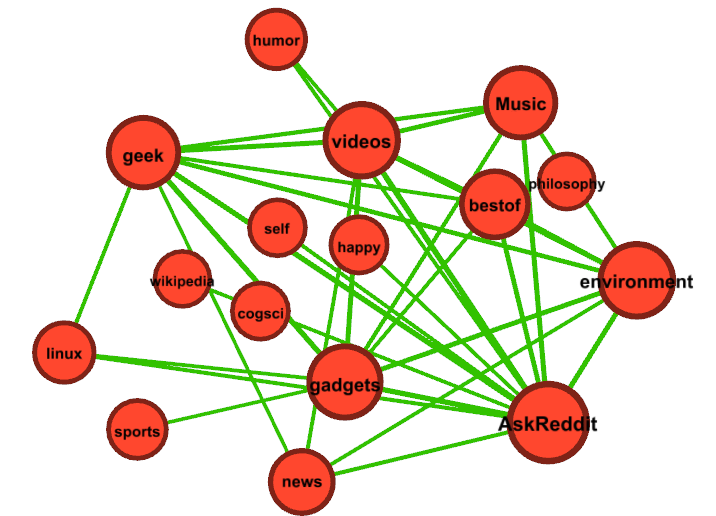 humor
Music
videos
geek
philosophy
bestof
self
happy
wikipedia
environment
cogsci
linux
gadgets
AskReddit
sports
news